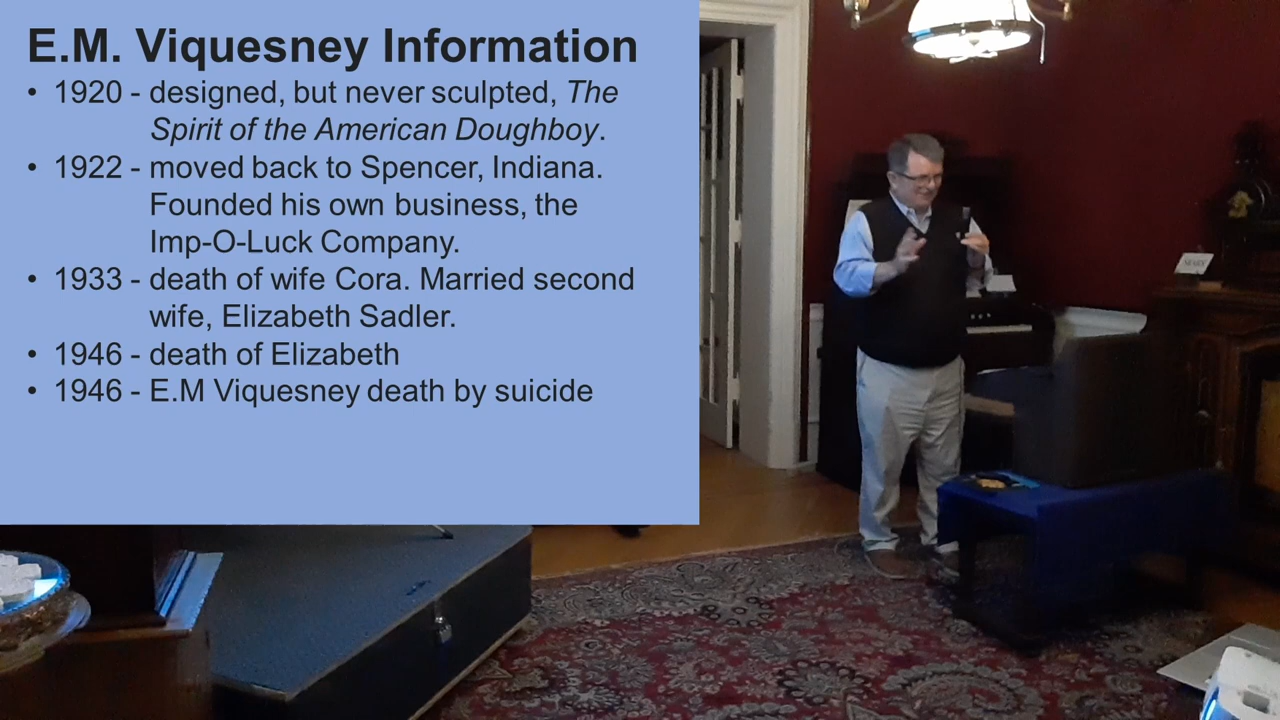 E.M. Viquesney Information
• 1920 - designed, but never sculpted, The
Spirit of the American Doughboy.
• 1922 - moved back to Spencer, Indiana.
Founded his own business, the
Imp-O-Luck Company.
• 1933 - death of wife Cora. Married second
wife, Elizabeth Sadler.
• 1946 - death of Elizabeth
• 1946 - E.M Viquesney death by suicide